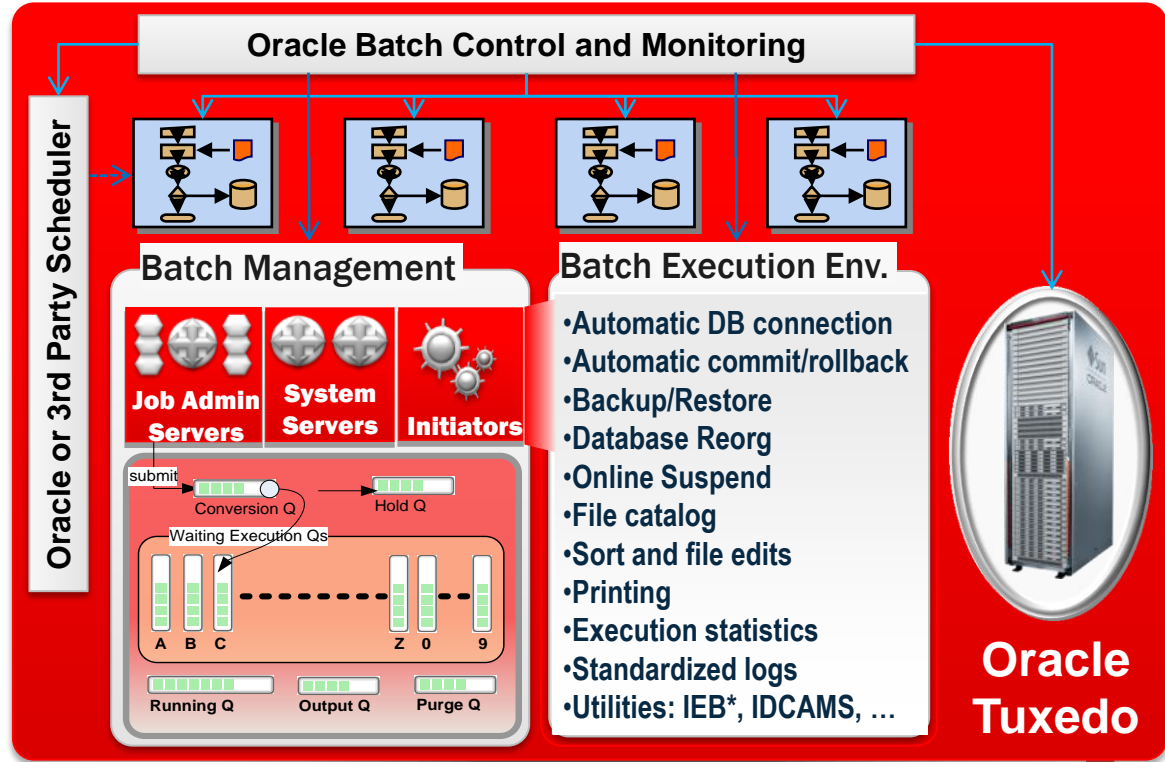 Oracle Batch Control and Monitoring
Oracle or 3rd Party Scheduler
Batch Management
Job Admin
Servers
System
Servers
Initiators
submit
Conversion Q
Hold Q
Waiting Execution Qs
A B C Z 0 9
Running Q
Output Q
Purge Q
Batch Execution Env.
•Automatic DB connection
•Automatic commit/rollback
•Backup/Restore
•Database Reorg
•Online Suspend
•File catalog
•Sort and file edits
•Printing
•Execution statistics
•Standardized logs
•Utilities: IEB*, IDCAMS, …
Sun
ORACLE
Oracle
Tuxedo